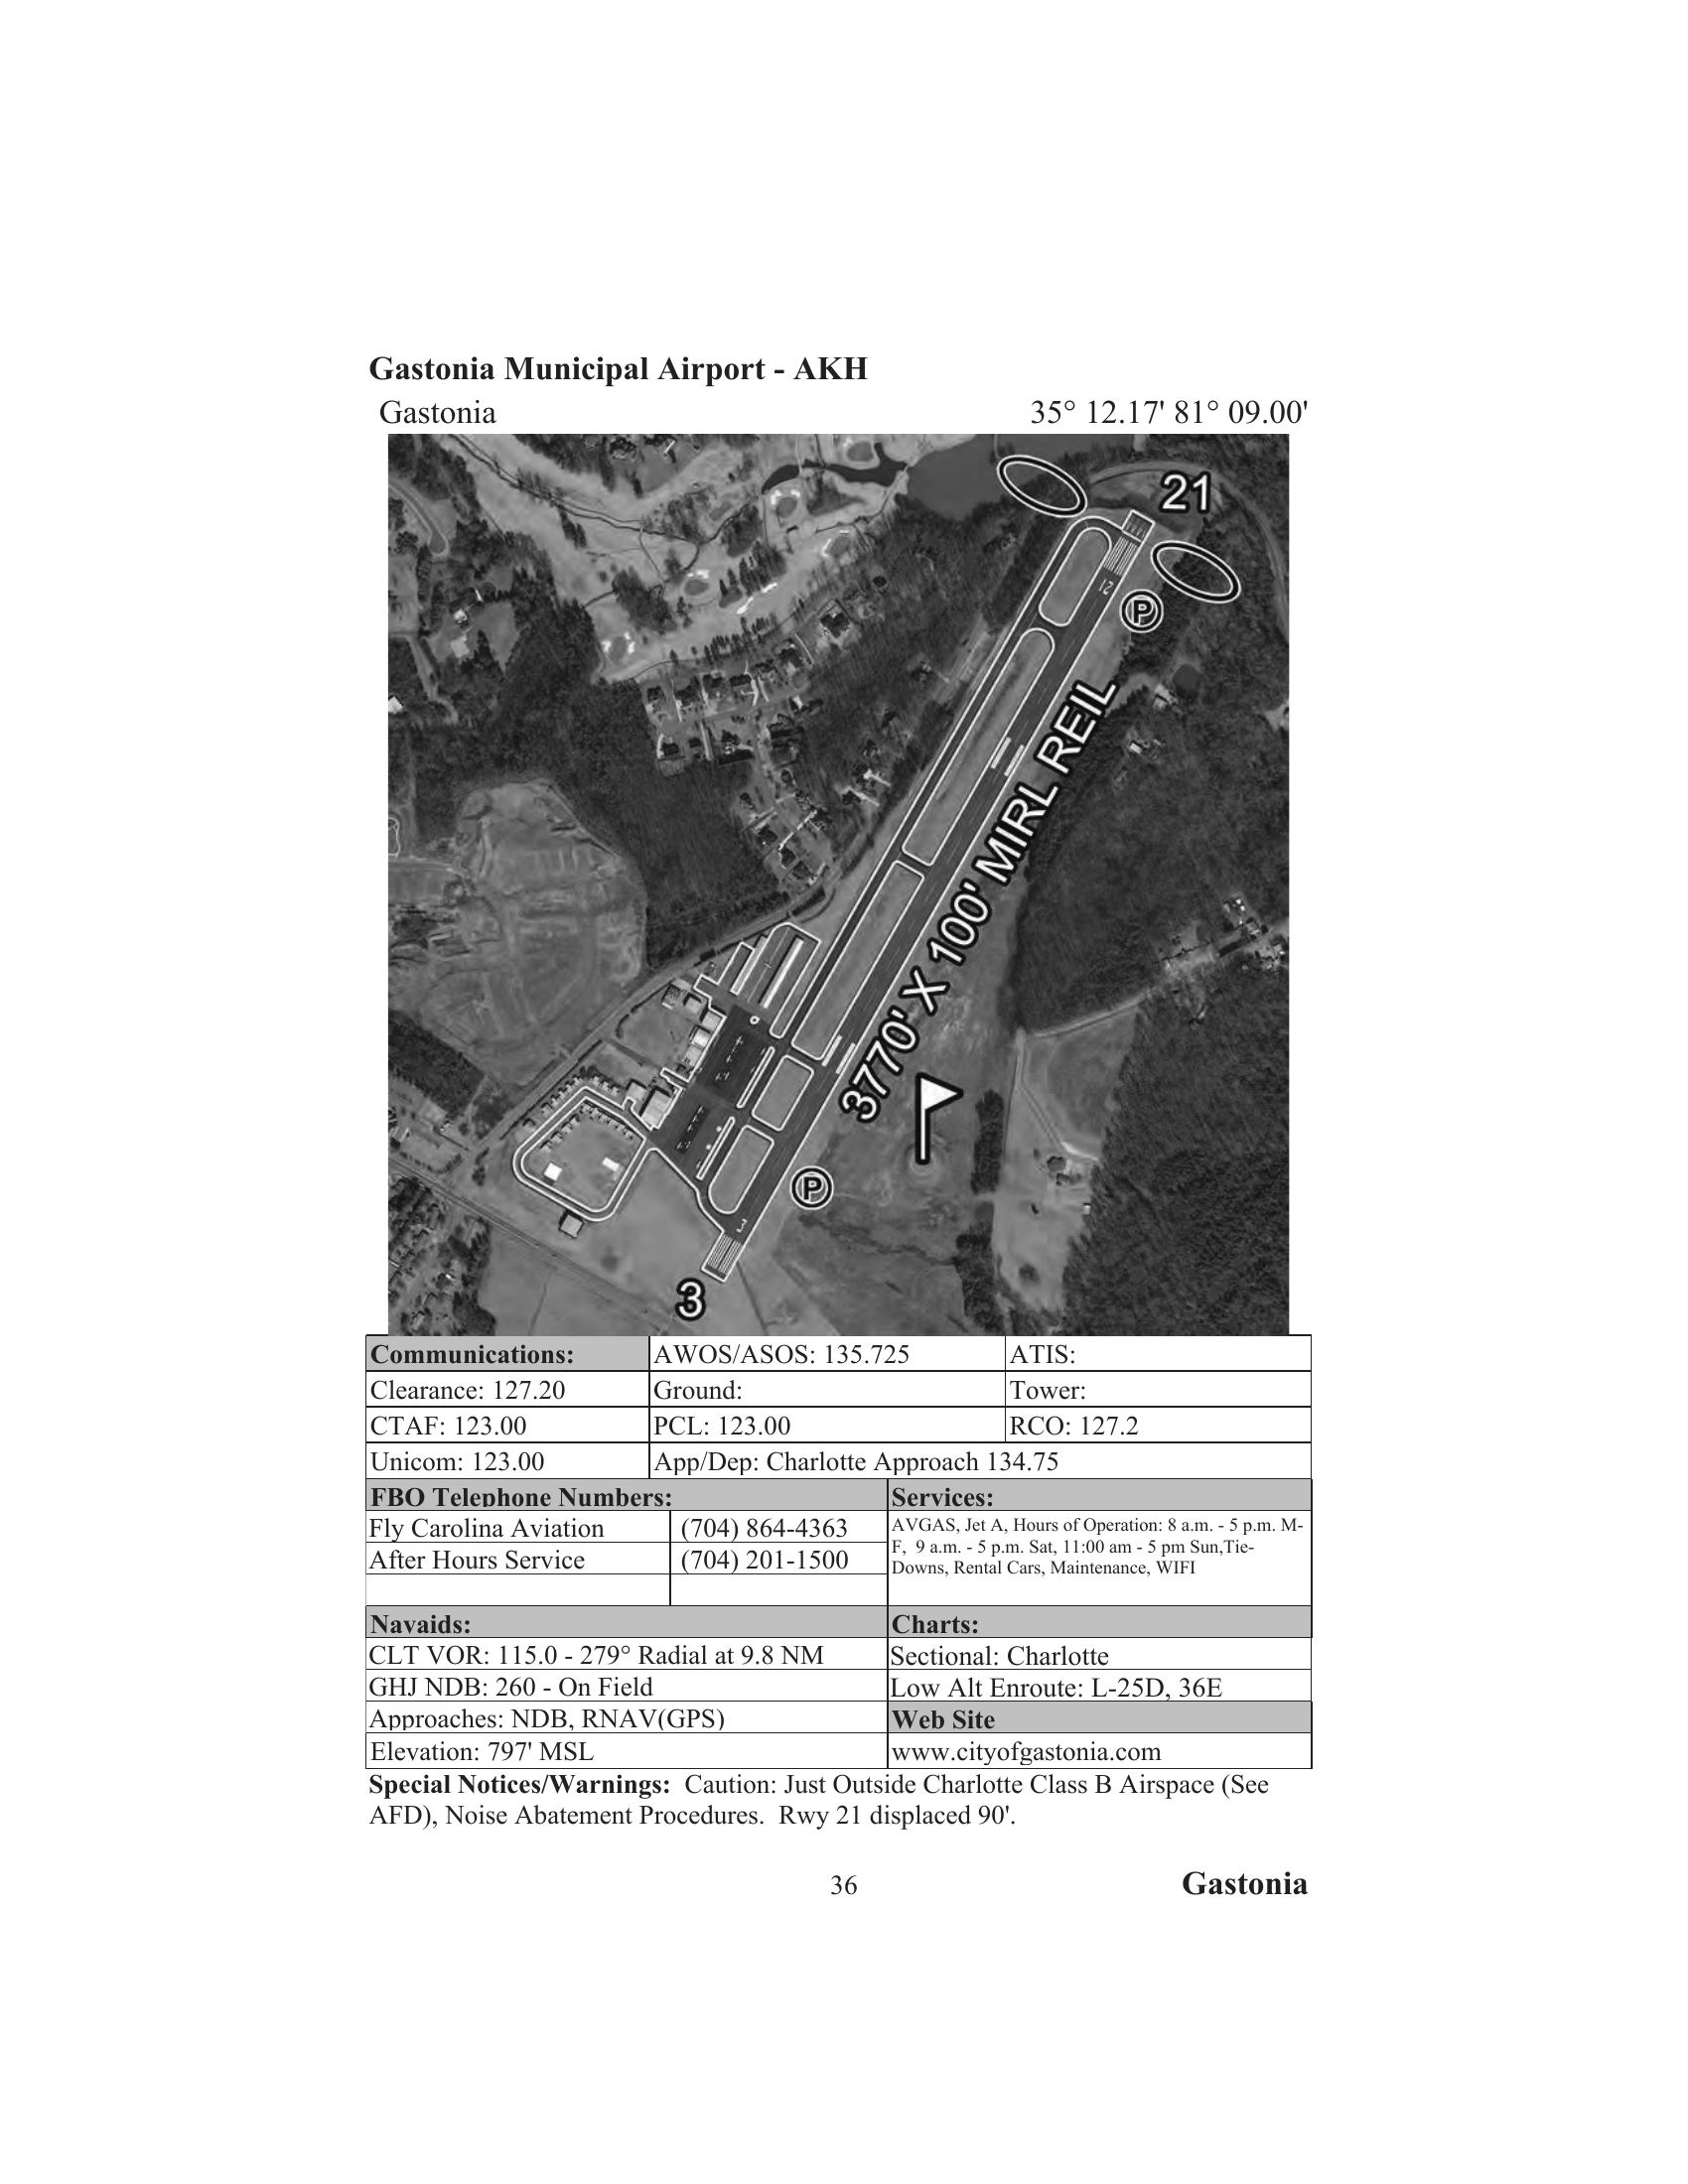 Gastonia Municipal Airport - AKH
Gastonia 35° 12.17' 81° 09.00'
21
21
P
3770' X 100' MIRL REIL
P
3
3
Communications: AWOS/ASOS: 135.725 ATIS:
Clearance: 127.20 Ground: Tower:
CTAF: 123.00 PCL: 123.00 RCO: 127.2
Unicom: 123.00 App/Dep: Charlotte Approach 134.75
FBO Telephone Numbers: Services:
Fly Carolina Aviation (704) 864-4363
After Hours Service (704) 201-1500
AVGAS, Jet A, Hours of Operation: 8 a.m. - 5 p.m. M-
F, 9 a.m. - 5 p.m. Sat, 11:00 am - 5 pm Sun,Tie-
Downs, Rental Cars, Maintenance, WIFI
Navaids: Charts:
CLT VOR: 115.0 - 279° Radial at 9.8 NM Sectional: Charlotte
GHJ NDB: 260 - On Field Low Alt Enroute: L-25D, 36E
Approaches: NDB, RNAV(GPS) Web Site
Elevation: 797' MSL www.cityofgastonia.com
Special Notices/Warnings: Caution: Just Outside Charlotte Class B Airspace (See
AFD), Noise Abatement Procedures. Rwy 21 displaced 90'.
36 Gastonia